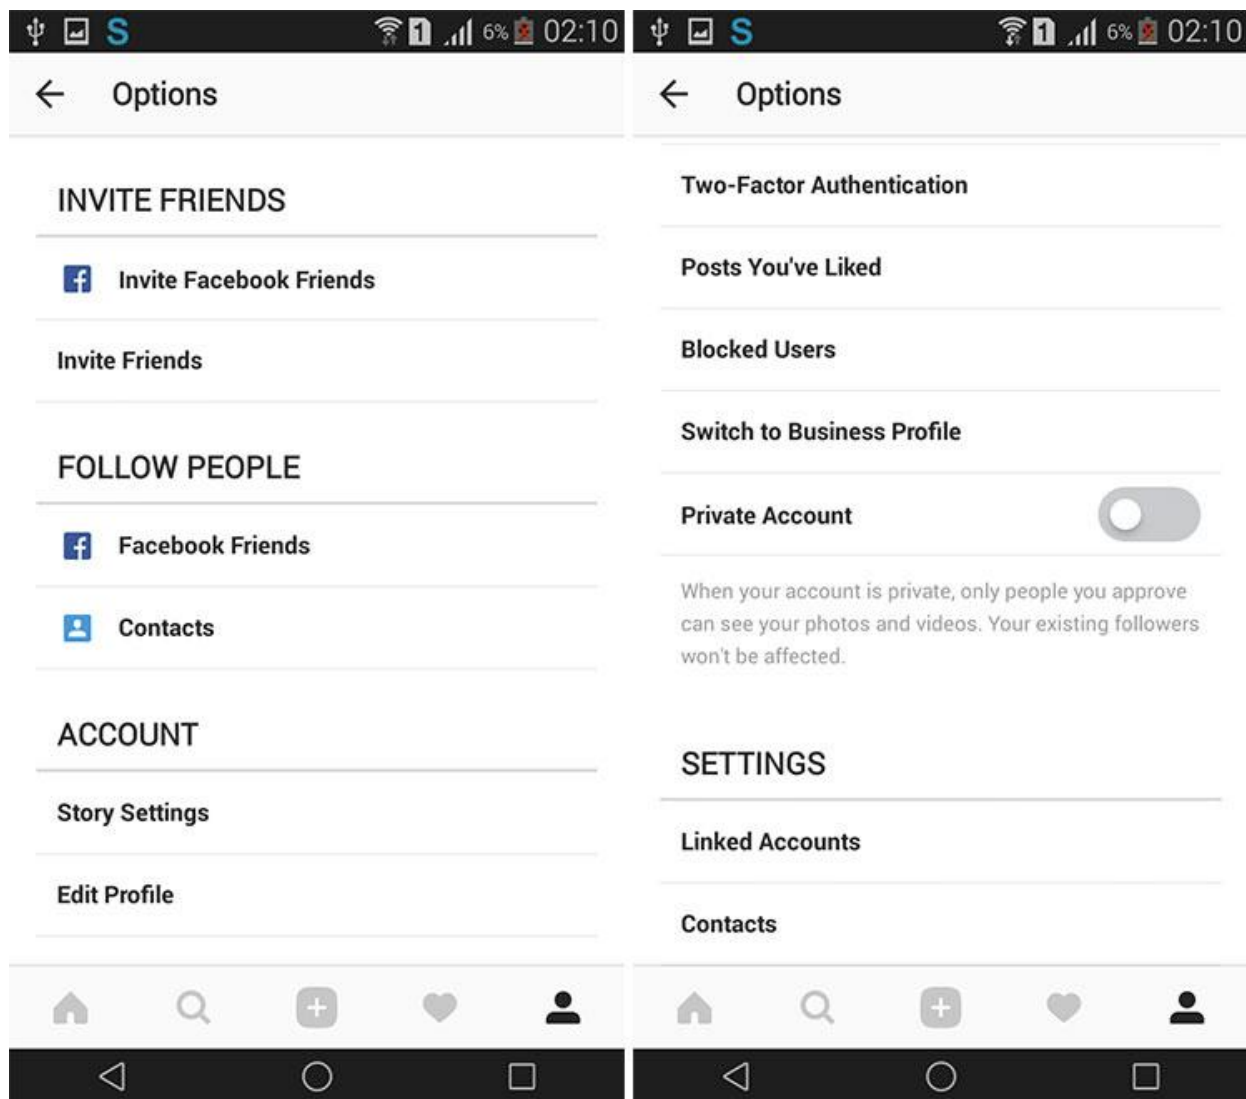 S 1 6% 02:10
Options
INVITE FRIENDS
Invite Facebook Friends
Invite Friends
FOLLOW PEOPLE
Facebook Friends
Contacts
ACCOUNT
Story Settings
Edit Profile
S 1 6% 02:10
Options
Two-Factor Authentication
Posts You've Liked
Blocked Users
Switch to Business Profile
Private Account
When your account is private, only people you approve
can see your photos and videos. Your existing followers
won't be affected.
SETTINGS
Linked Accounts
Contacts